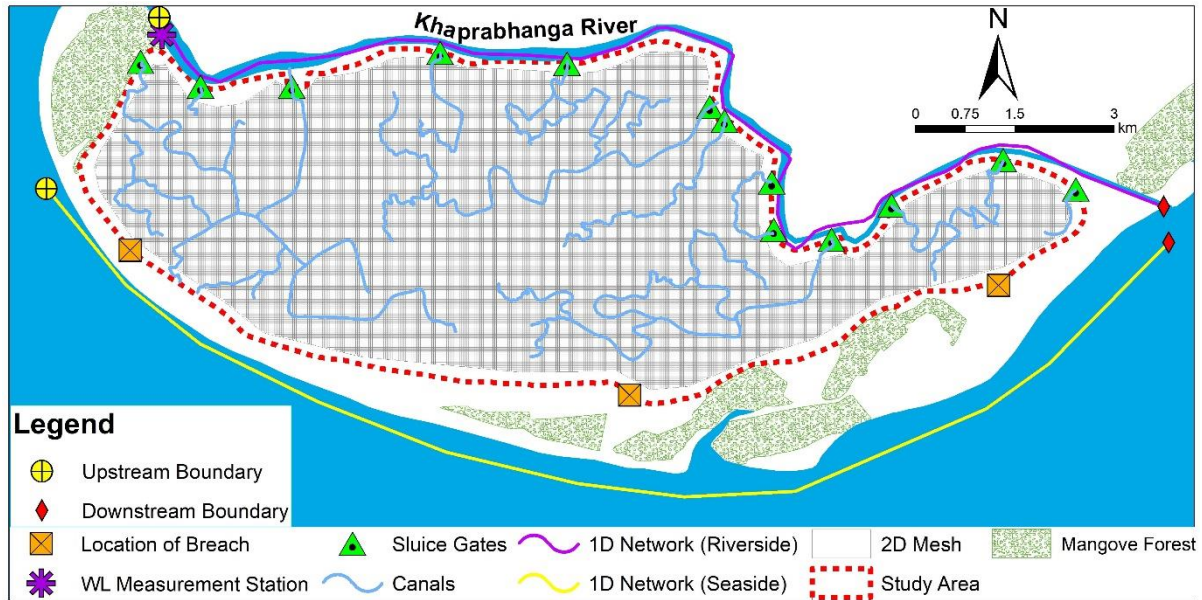 Khaprabhanga River
N
0 0.75 1.5 3
km
Legend
Upstream Boundary
Downstream Boundary
Location of Breach
Sluice Gates
1D Network (Riverside)
2D Mesh
Mangove Forest
WL Measurement Station
Canals
1D Network (Seaside)
Study Area